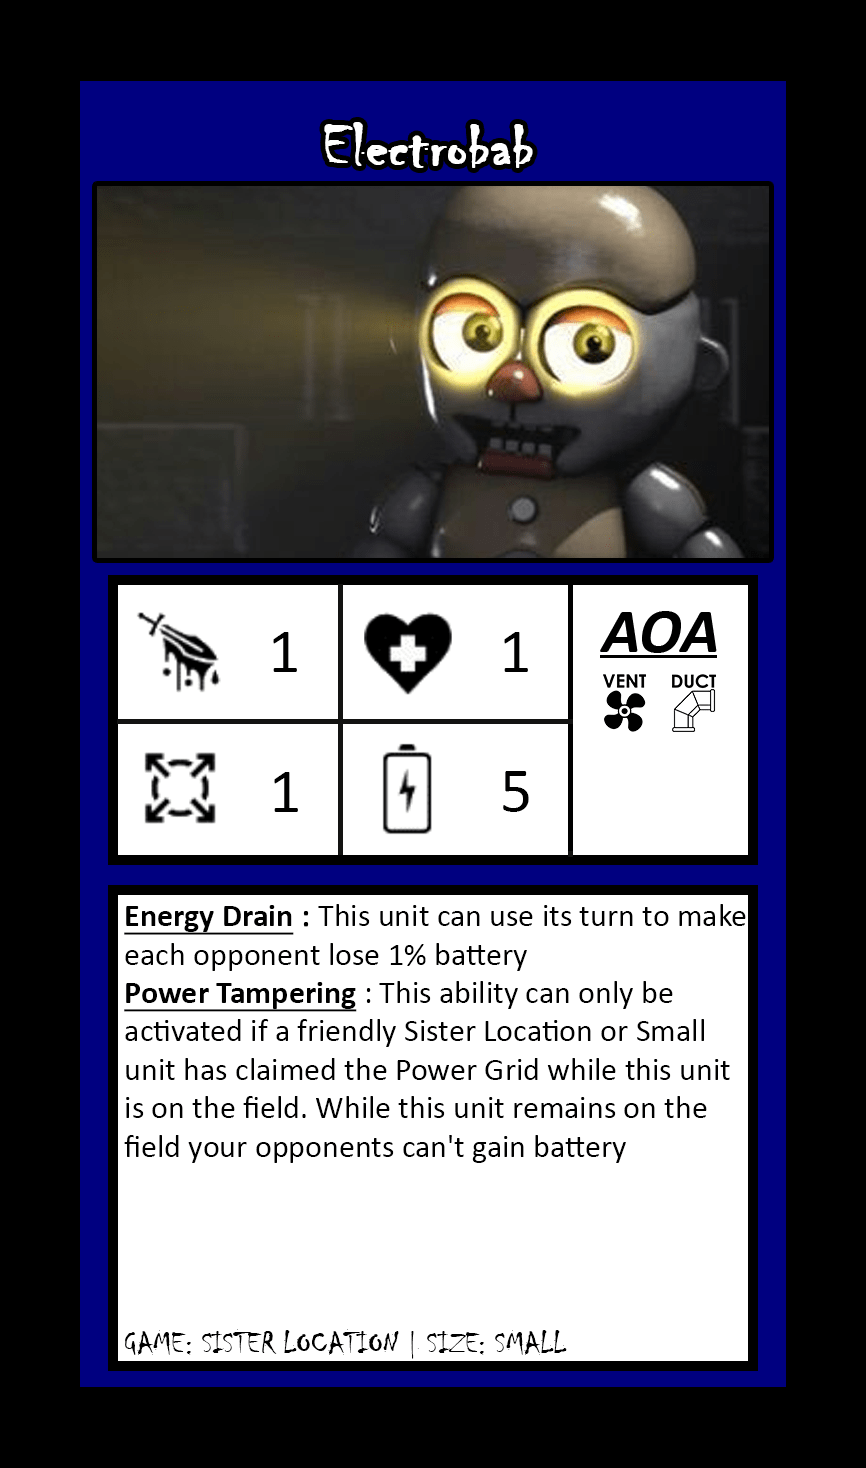 Electrobab
1
1
AOA
VENT DUCT
1
5
Energy Drain : This unit can use its turn to make
each opponent lose 1% battery
Power Tampering : This ability can only be
activated if a friendly Sister Location or Small
unit has claimed the Power Grid while this unit
is on the field. While this unit remains on the
field your opponents can't gain battery
GAME: SISTER LOCATION | SIZE: SMALL